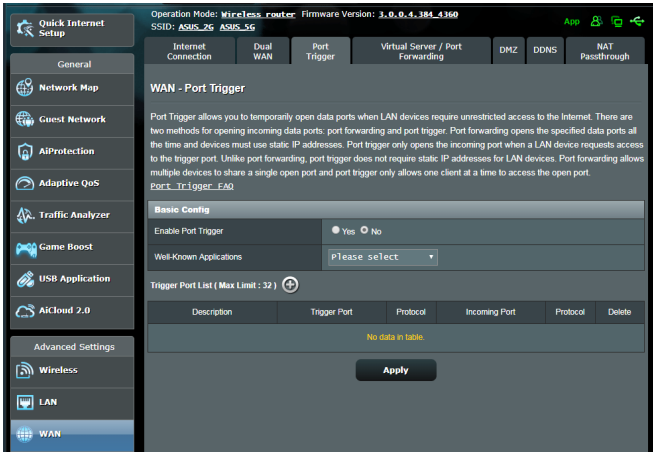 Quick Internet
Setup
General
Network Map
Guest Network
AiProtection
Adaptive QoS
Traffic Analyzer
Game Boost
USB Application
AiCloud 2.0
Advanced Settings
Wireless
LAN
WAN
Operation Mode: Wireless router Firmware Version: 3.0.0.4.384_4360
SSID: ASUS_2G ASUS_5G
App
Internet
Connection
Dual
WAN
Port
Trigger
Virtual Server / Port
Forwarding
DMZ
DDNS
NAT
Passthrough
WAN - Port Trigger
Port Trigger allows you to temporarily open data ports when LAN devices require unrestricted access to the Internet. There are
two methods for opening incoming data ports: port forwarding and port trigger. Port forwarding opens the specified data ports all
the time and devices must use static IP addresses. Port trigger only opens the incoming port when a LAN device requests access
to the trigger port. Unlike port forwarding, port trigger does not require static IP addresses for LAN devices. Port forwarding allows
multiple devices to share a single open port and port trigger only allows one client at a time to access the open port.
Port Trigger FAQ
Basic Config
Enable Port Trigger Yes No
Well-Known Applications Please select
Trigger Port List ( Max Limit : 32 )
Description Trigger Port Protocol Incoming Port Protocol Delete
No data in table.
Apply